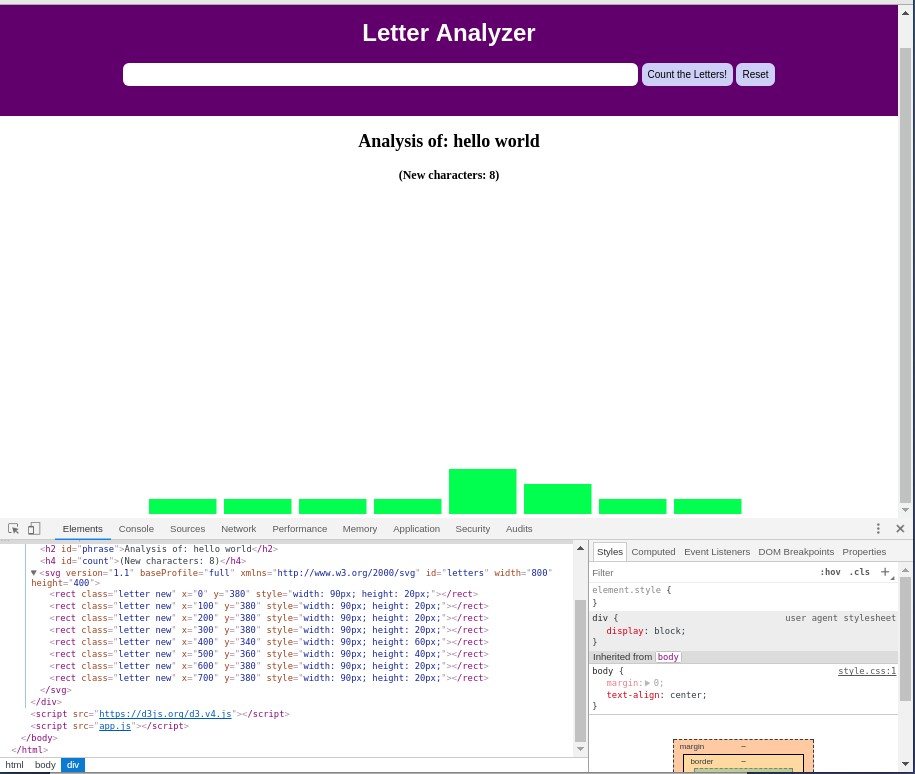 Letter Analyzer
Count the Letters! Reset
Analysis of: hello world
(New characters: 8)
Elements Console Sources Network Performance Memory Application Security Audits
<h2 id="phrase">Analysis of: hello world</h2>
<h4 id="count">(New characters: 8)</h4>
▼<svg version="1.1" baseProfile="full" xmlns="http://www.w3.org/2000/svg" id="letters" width="800"
height="400">
<rect class="letter new" x="0" y="380" style="width: 90px; height: 20px;"></rect>
<rect class="letter new" x="100" y="380" style="width: 90px; height: 20px;"></rect>
<rect class="letter new" x="200" y="380" style="width: 90px; height: 20px;"></rect>
<rect class="letter new" x="300" y="380" style="width: 90px; height: 20px;"></rect>
<rect class="letter new" x="400" y="340" style="width: 90px; height: 60px;"></rect>
<rect class="letter new" x="500" y="360" style="width: 90px; height: 40px;"></rect>
<rect class="letter new" x="600" y="380" style="width: 90px; height: 20px;"></rect>
<rect class="letter new" x="700" y="380" style="width: 90px; height: 20px;"></rect>
</svg>
</div>
<script src="https://d3js.org/d3.v4.js"></script>
<script src="app.js"></script>
</body>
</html>
html body div
Styles Computed Event Listeners DOM Breakpoints Properties
Filter :hov .cls +
element.style {
}
div { user agent stylesheet
display: block;
}
Inherited from body
body { style.css:1
margin:▶ 0;
text-align: center;
}
margin –
border –